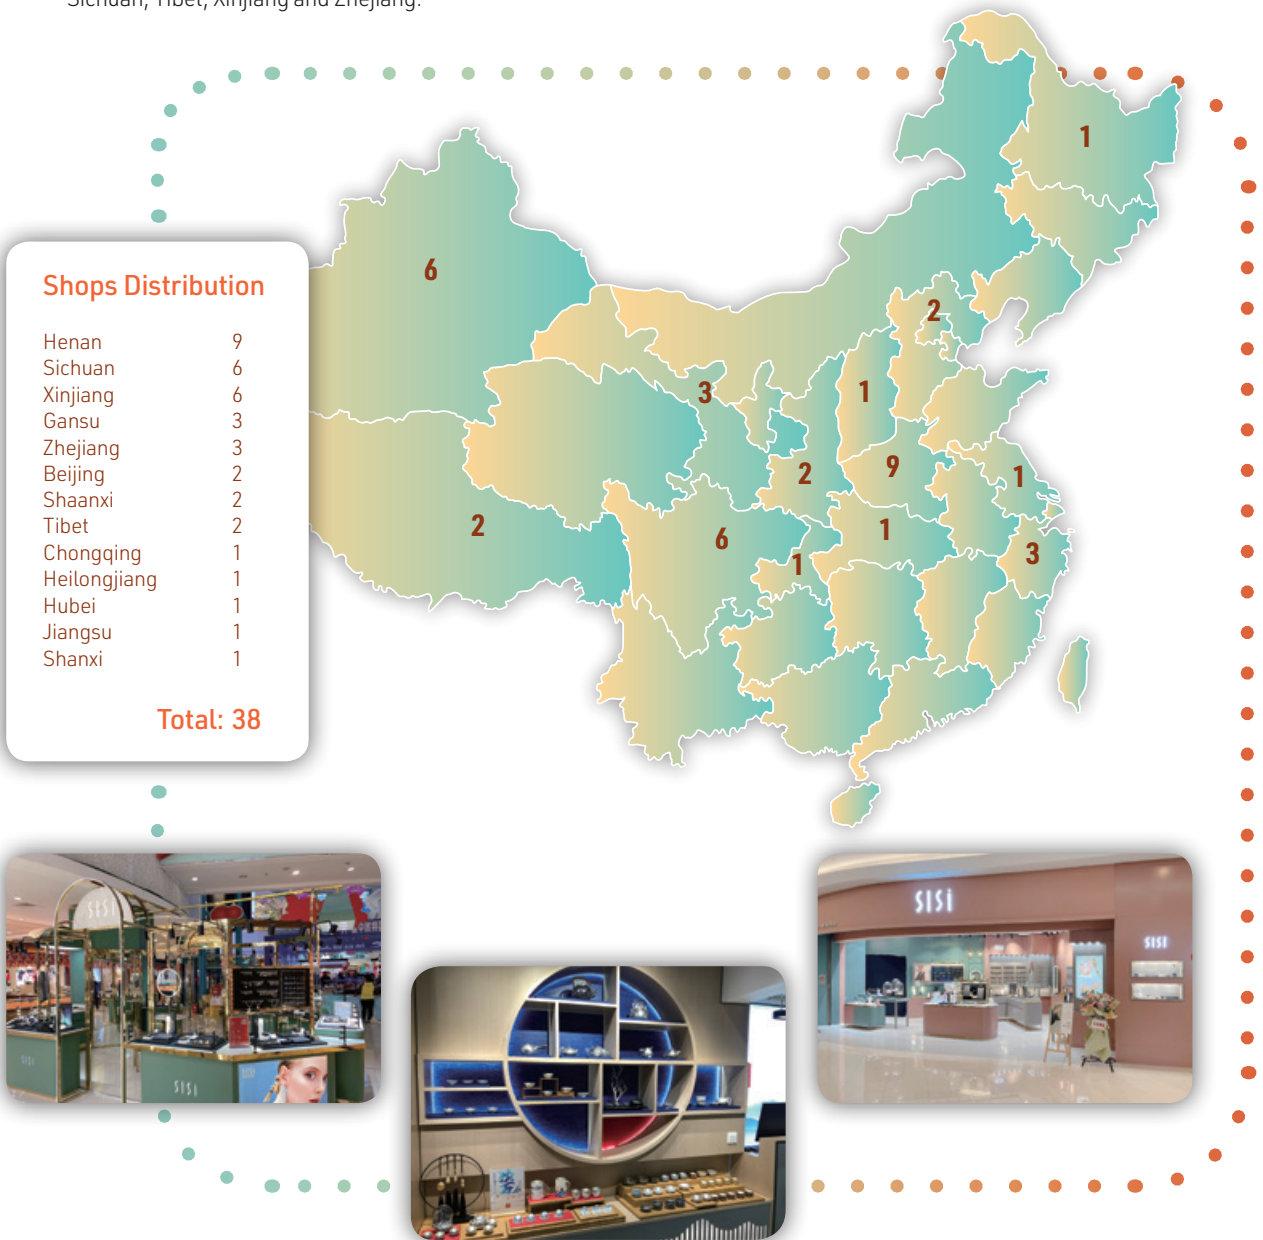 Sichuan, Tibet, Xinjiang and Zhejiang.
Shops Distribution
Henan 9
Sichuan 6
Xinjiang 6
Gansu 3
Zhejiang 3
Beijing 2
Shaanxi 2
Tibet 2
Chongqing 1
Heilongjiang 1
Hubei 1
Jiangsu 1
Shanxi 1
Total: 38
1
6
2
3
1
2
9
1
2
6
1
1
3
SISI
SISI
SISI
SISI
SISI